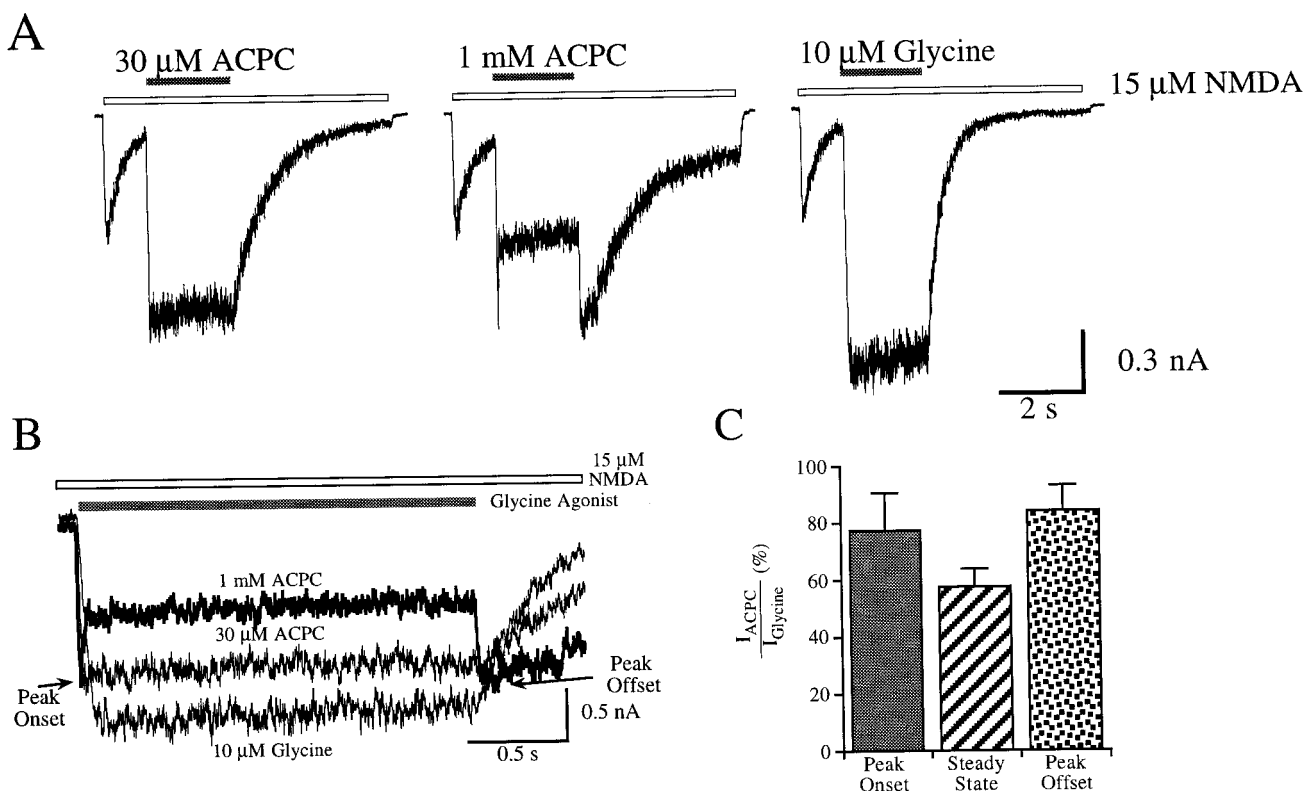 A
30 µM ACPC
1 mM ACPC
10 µM Glycine
15 µM NMDA
0.3 nA
2 s
B
15 µM
NMDA
Glycine Agonist
1 mM ACPC
30 µM ACPC
10 µM Glycine
Peak
Onset
Peak
Offset
0.5 nA
0.5 s
C
I ACPC
I Glycine
(%)
100
80
60
40
20
0
Peak
Onset
Steady
State
Peak
Offset